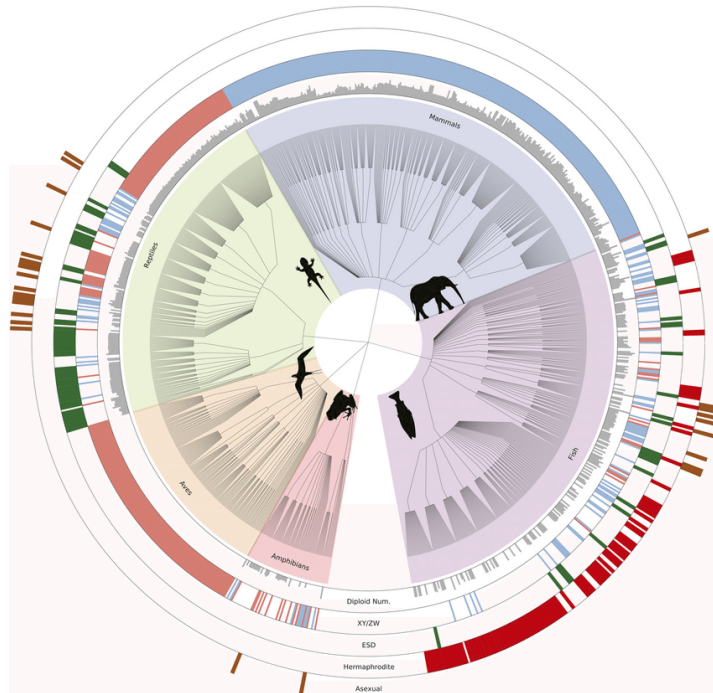 Mammals
Reptiles
Fish
Aves
Amphibians
Diploid Num.
XY/ZW
ESD
Hermaphrodite
Asexual